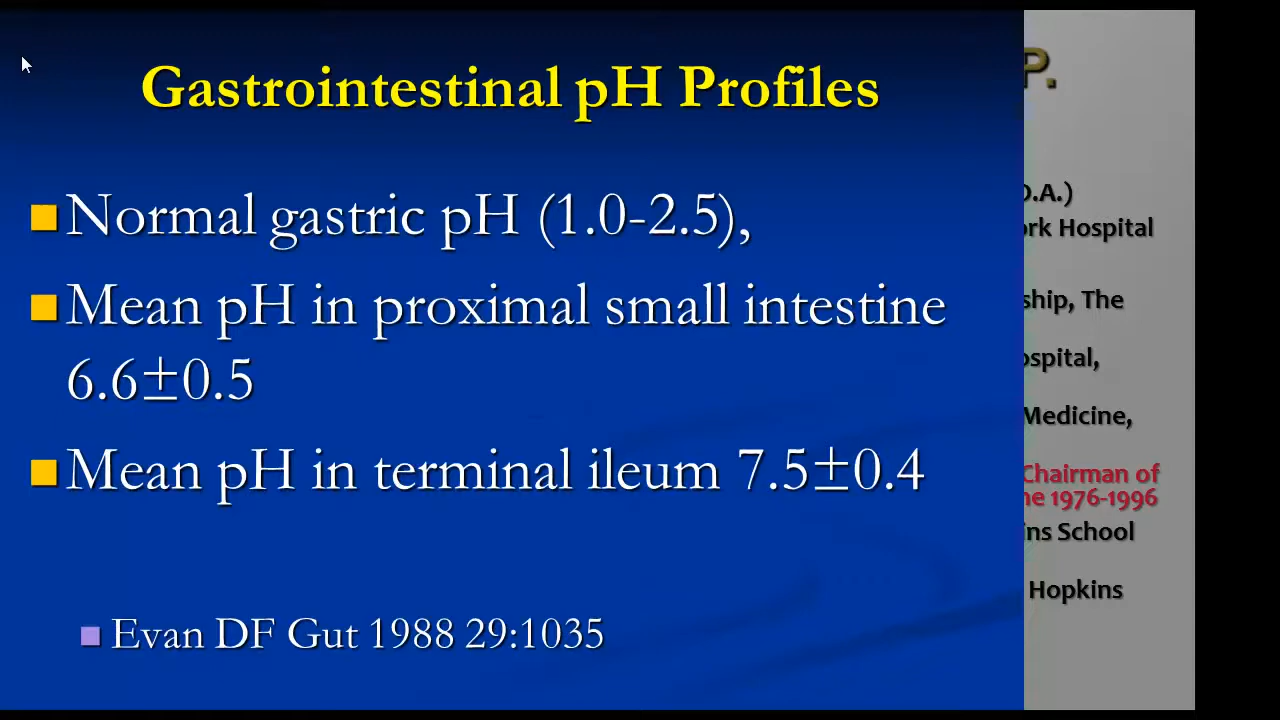 Gastrointestinal pH Profiles
Normal gastric pH (1.0-2.5),
Mean pH in proximal small intestine
6.6±0.5
Mean pH in terminal ileum 7.5±0.4
Evan DF Gut 1988 29:1035
P.
O.A.)
ork Hospital
ship, The
ospital,
Medicine,
Chairman of
ne 1976-1996
ins School
Hopkins